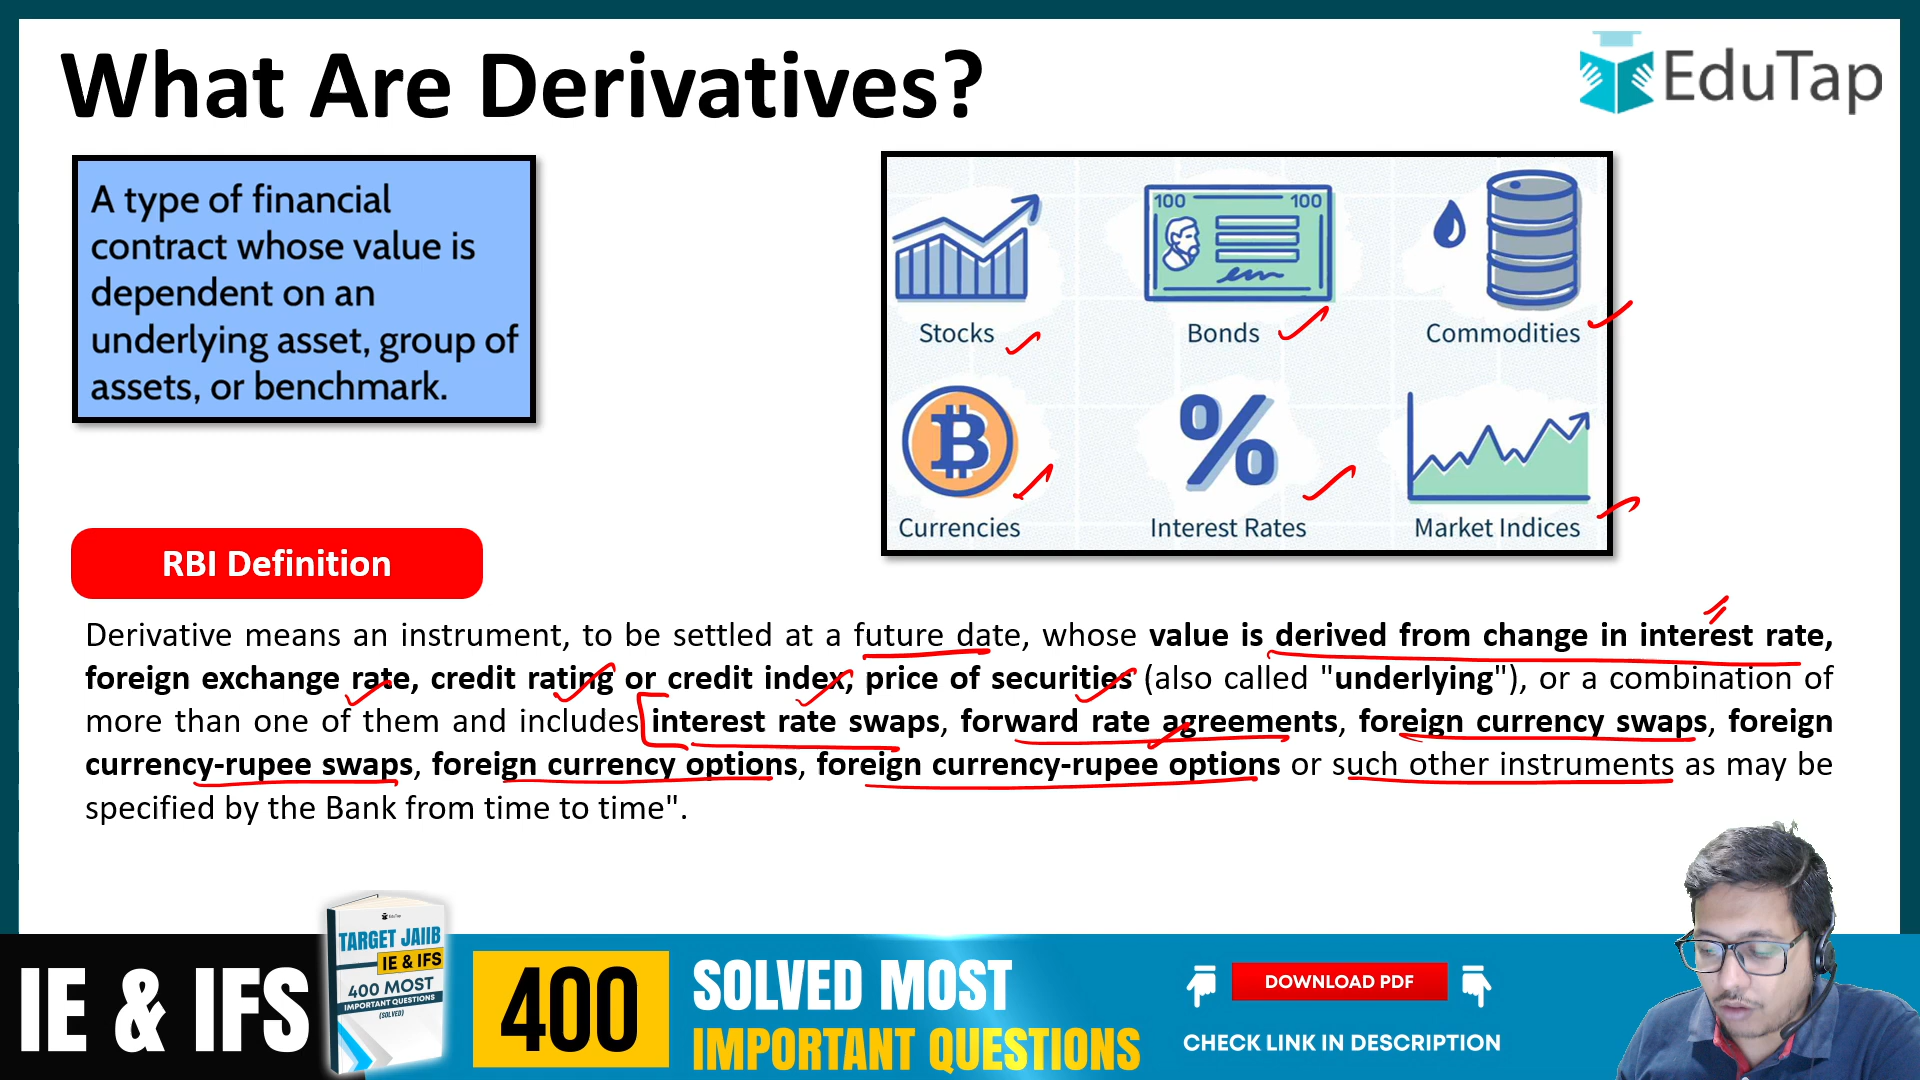 What Are Derivatives?
EduTap
A type of financial
contract whose value is
dependent on an
underlying asset, group of
assets, or benchmark.
100 100
Stocks
Bonds
Commodities
B
%
Currencies
Interest Rates
Market Indices
RBI Definition
Derivative means an instrument, to be settled at a future date, whose value is derived from change in interest rate,
foreign exchange rate, credit rating or credit index, price of securities (also called "underlying"), or a combination of
more than one of them and includes interest rate swaps, forward rate agreements, foreign currency swaps, foreign
currency-rupee swaps, foreign currency options, foreign currency-rupee options or such other instruments as may be
specified by the Bank from time to time".
IE & IFS
EduTap
TARGET JAIIB
IE & IFS
400 MOST
IMPORTANT QUESTIONS
(SOLVED)
400
SOLVED MOST
IMPORTANT QUESTIONS
DOWNLOAD PDF
CHECK LINK IN DESCRIPTION